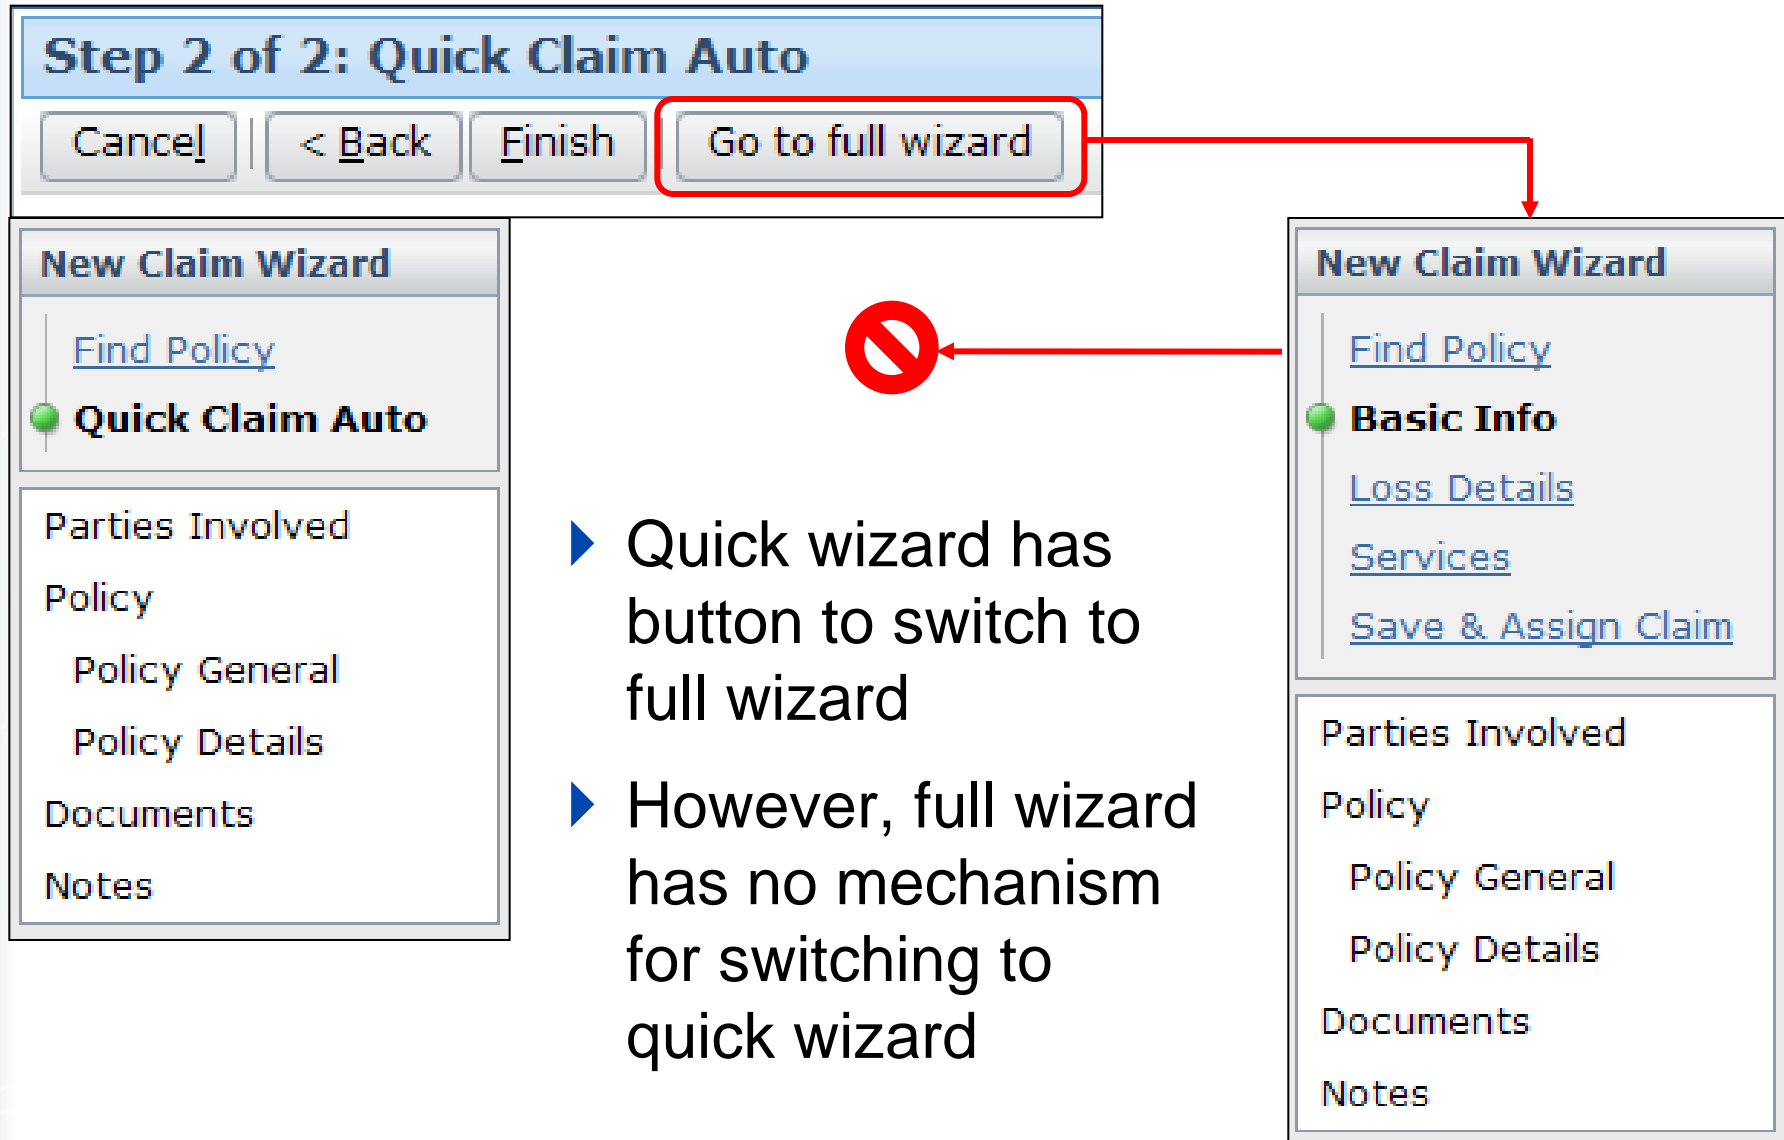 Step 2 of 2: Quick Claim Auto
Cancel < Back Finish Go to full wizard
New Claim Wizard
Find Policy
Quick Claim Auto
Parties Involved
Policy
Policy General
Policy Details
Documents
Notes
Quick wizard has
button to switch to
full wizard
However, full wizard
has no mechanism
for switching to
quick wizard
New Claim Wizard
Find Policy
Basic Info
Loss Details
Services
Save & Assign Claim
Parties Involved
Policy
Policy General
Policy Details
Documents
Notes